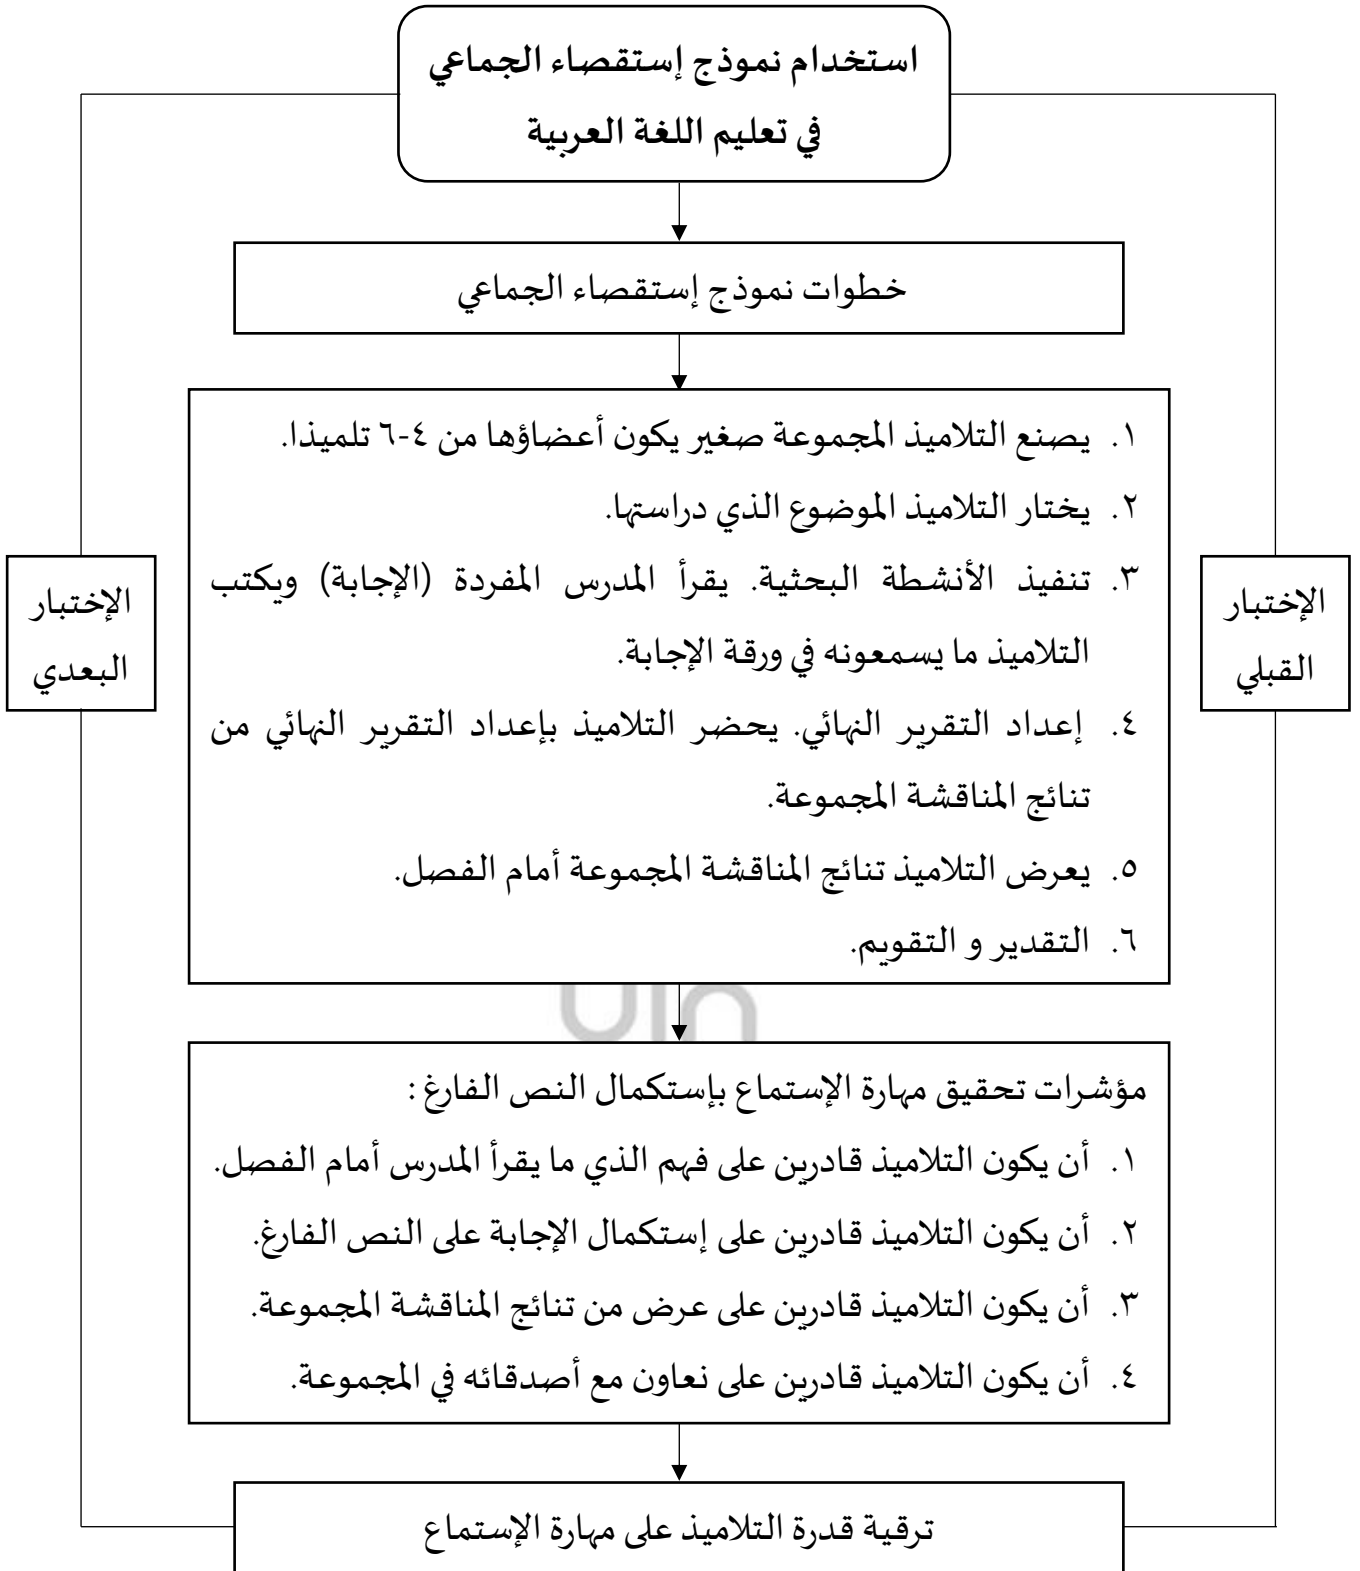 استخدام نموذج إستقصاء الجماعي
في تعليم اللغة العربية
خطوات نموذج إستقصاء الجماعي
١. يصنع التلاميذ المجموعة صغير يكون أعضاؤها من ٤-٦ تلميذا.
٢. يختار التلاميذ الموضوع الذي دراستها.
٣. تنفيذ الأنشطة البحثية. يقرأ المدرس المفردة (الإجابة) ويكتب
التلاميذ ما يسمعونه في ورقة الإجابة.
٤. إعداد التقرير النهائي. يحضر التلاميذ بإعداد التقرير النهائي من
تنائج المناقشة المجموعة.
٥. يعرض التلاميذ تنائج المناقشة المجموعة أمام الفصل.
٦. التقدير و التقويم.
الإختبار
القبلي
الإختبار
البعدي
uin
مؤشرات تحقيق مهارة الإستماع بإستكمال النص الفارغ :
١. أن يكون التلاميذ قادرين على فهم الذي ما يقرأ المدرس أمام الفصل.
٢. أن يكون التلاميذ قادرين على إستكمال الإجابة على النص الفارغ.
٣. أن يكون التلاميذ قادرين على عرض من تنائج المناقشة المجموعة.
٤. أن يكون التلاميذ قادرين على نعاون مع أصدقائه في المجموعة.
ترقية قدرة التلاميذ على مهارة الإستماع